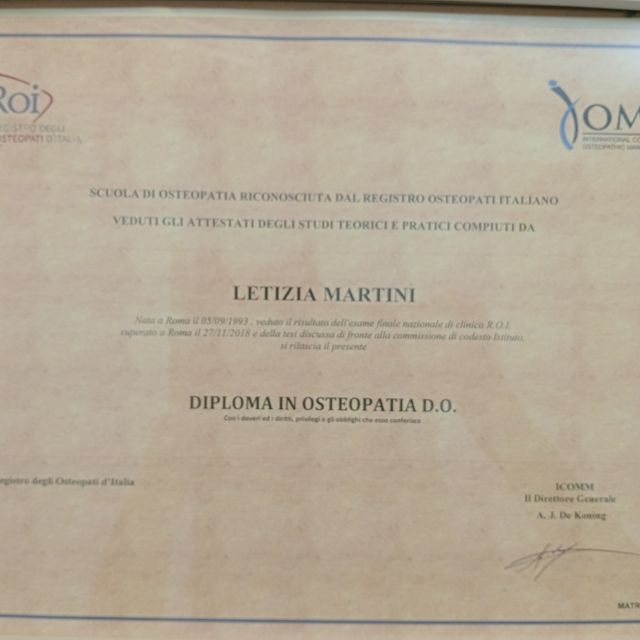 Roi
REGISTRO DEGLI
OSTEOPATI D'ITALIA
INTERNATIONAL
OSTEOPATHIC
SCUOLA DI OSTEOPATIA RICONOSCIUTA DAL REGISTRO OSTEOPATI ITALIANO
VEDUTI GLI ATTESTATI DEGLI STUDI TEORICI E PRATICI COMPIUTI DA
LETIZIA MARTINI
Nata a Roma il 03/09/1993 , veduto il risultato dell'esame finale nazionale di clinica R.O.I.
superato a Roma il 27/11/2018 e della tesi discussa di fronte alla commissione di codesto Istituto,
si rilascia il presente
DIPLOMA IN OSTEOPATIA D.O.
Con i doveri ed i diritti, privilegi e gli obblighi che esso conferisce
egistro degli Osteopati d'Italia
ICOMM
Il Direttore Generale
A. J. De Koning
MATR